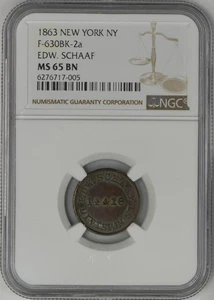 1863 NEW YORK NY
F-630BK-2a
EDW. SCHAAF
MS 65 BN
6276717-005
NUMISMATIC GUARANTY CORPORATION
NGC